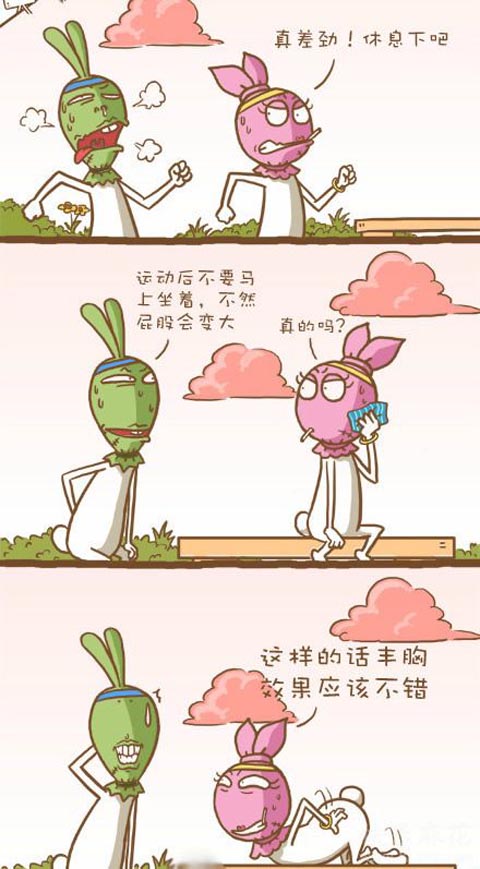 真差劲！休息下吧
运动后不要马
上坐着，不然
屁股会变大
真的吗？
这样的话丰胸
效果应该不错